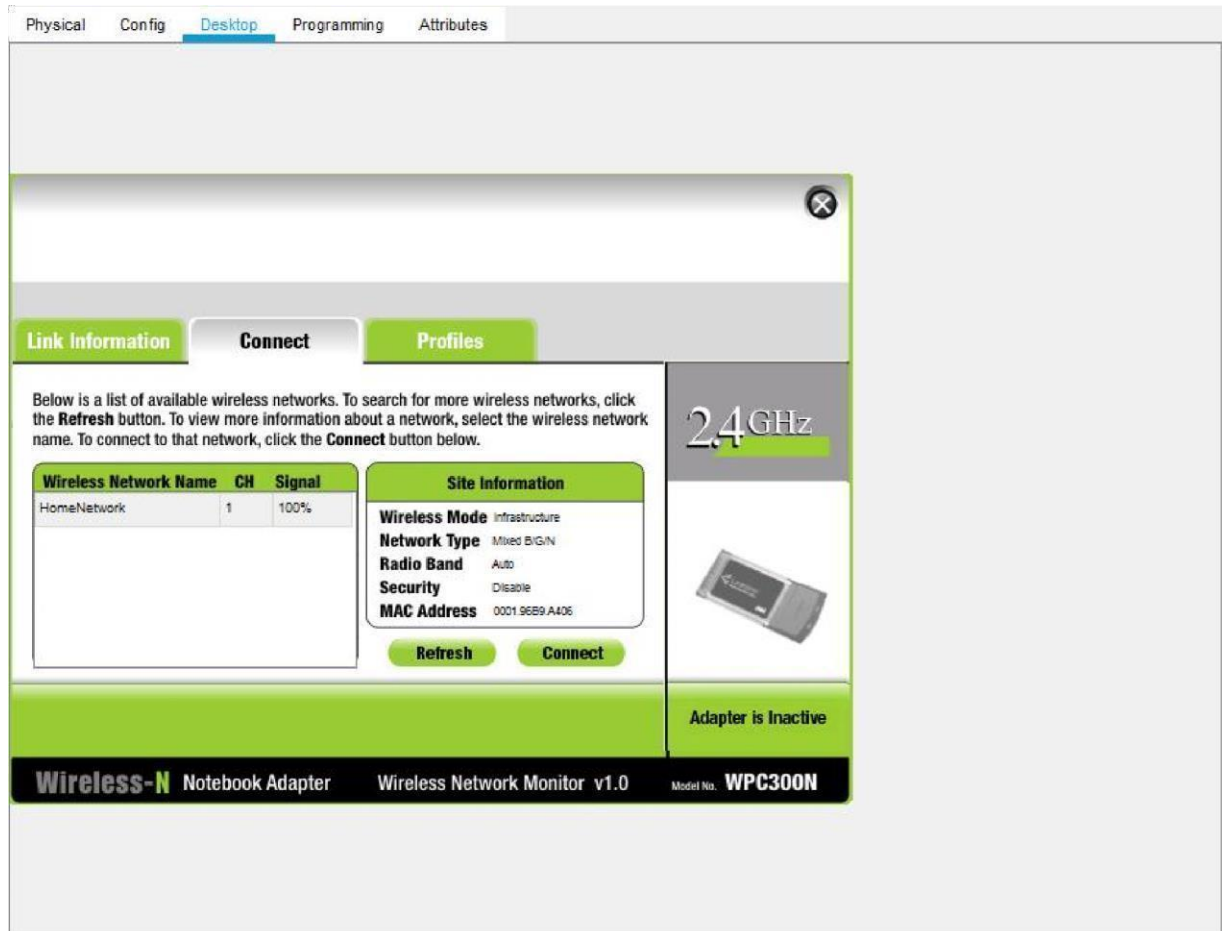 Physical Config Desktop Programming Attributes
Link Information Connect Profiles
Below is a list of available wireless networks. To search for more wireless networks, click
the Refresh button. To view more information about a network, select the wireless network
name. To connect to that network, click the Connect button below.
2.4GHz
Wireless Network Name CH Signal
HomeNetwork 1 100%
Site Information
Wireless Mode Infrastructure
Network Type Mixed B/G/N
Radio Band Auto
Security Disable
MAC Address 0001.96B9.A406
Refresh Connect
Adapter is Inactive
Wireless-N Notebook Adapter Wireless Network Monitor v1.0 Model No. WPC300N